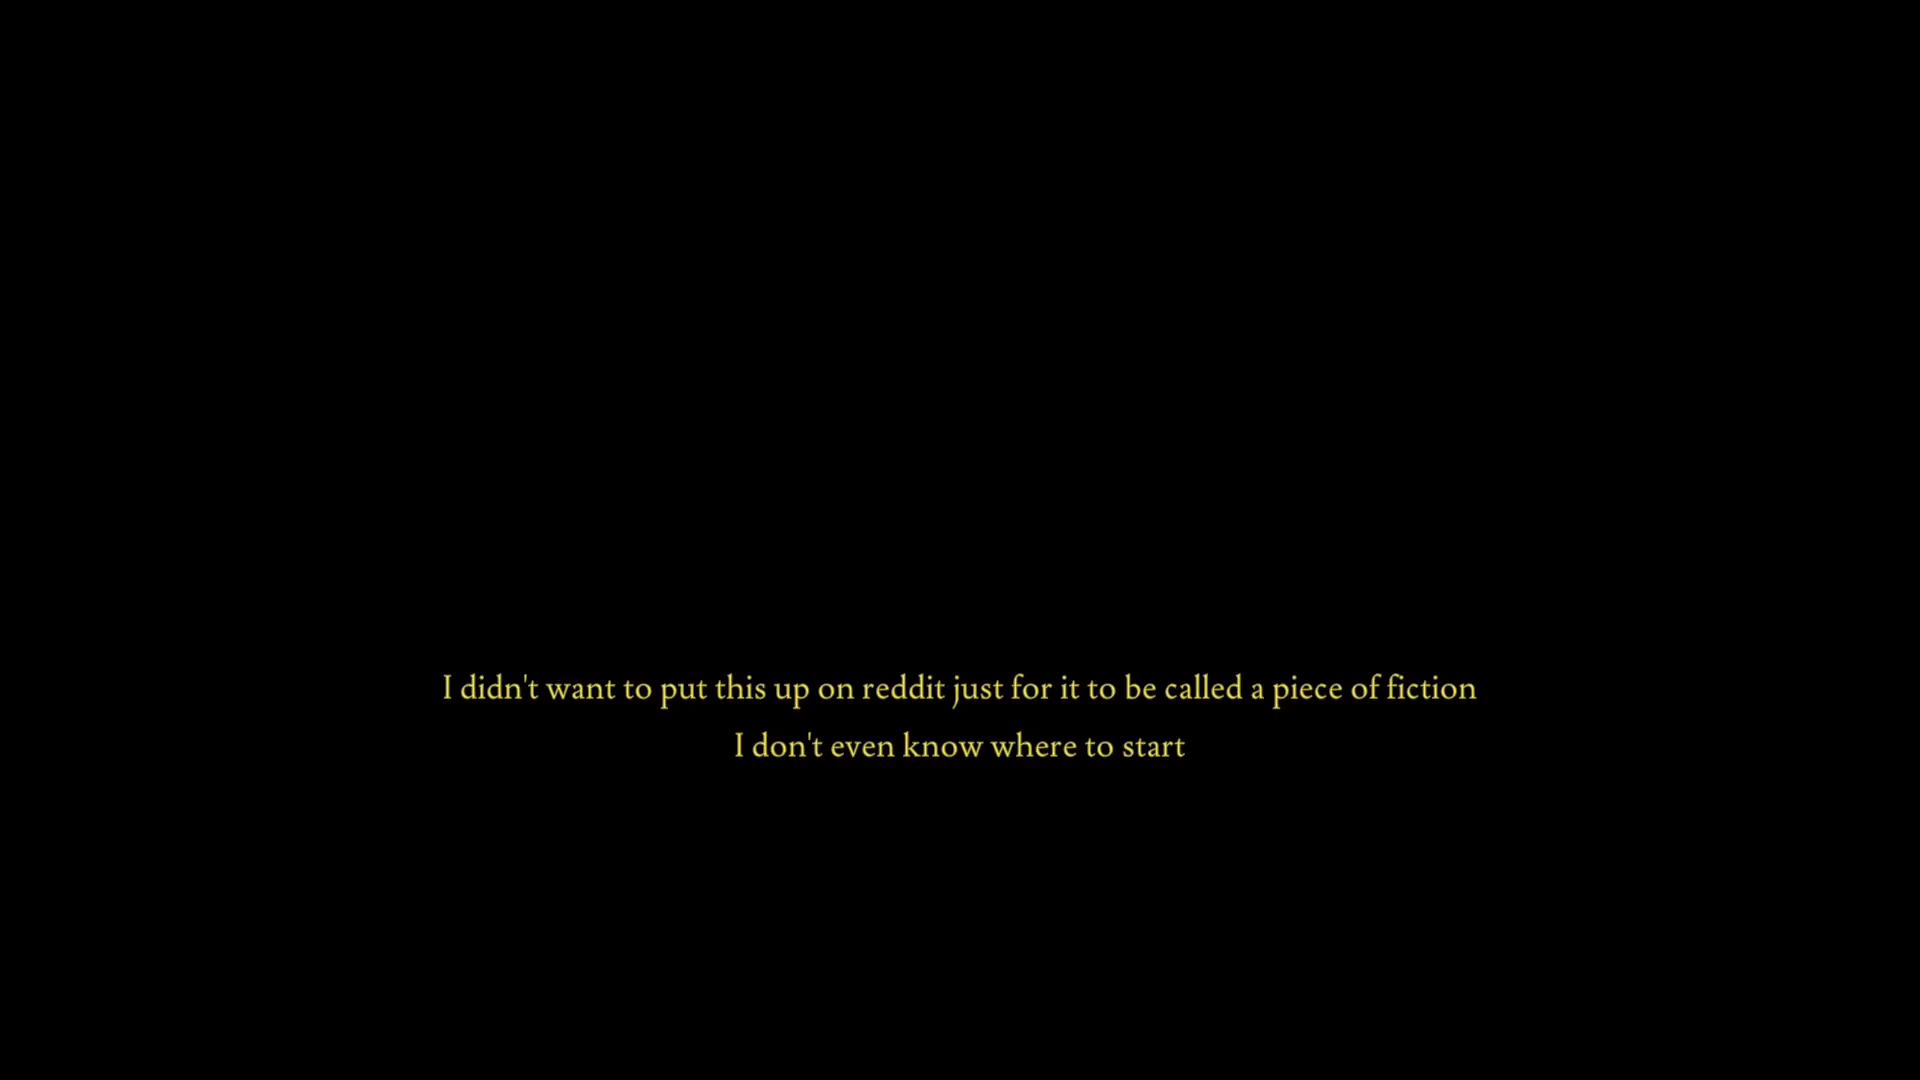 I didn't want to put this up on reddit just for it to be called a piece of fiction
I don't even know where to start